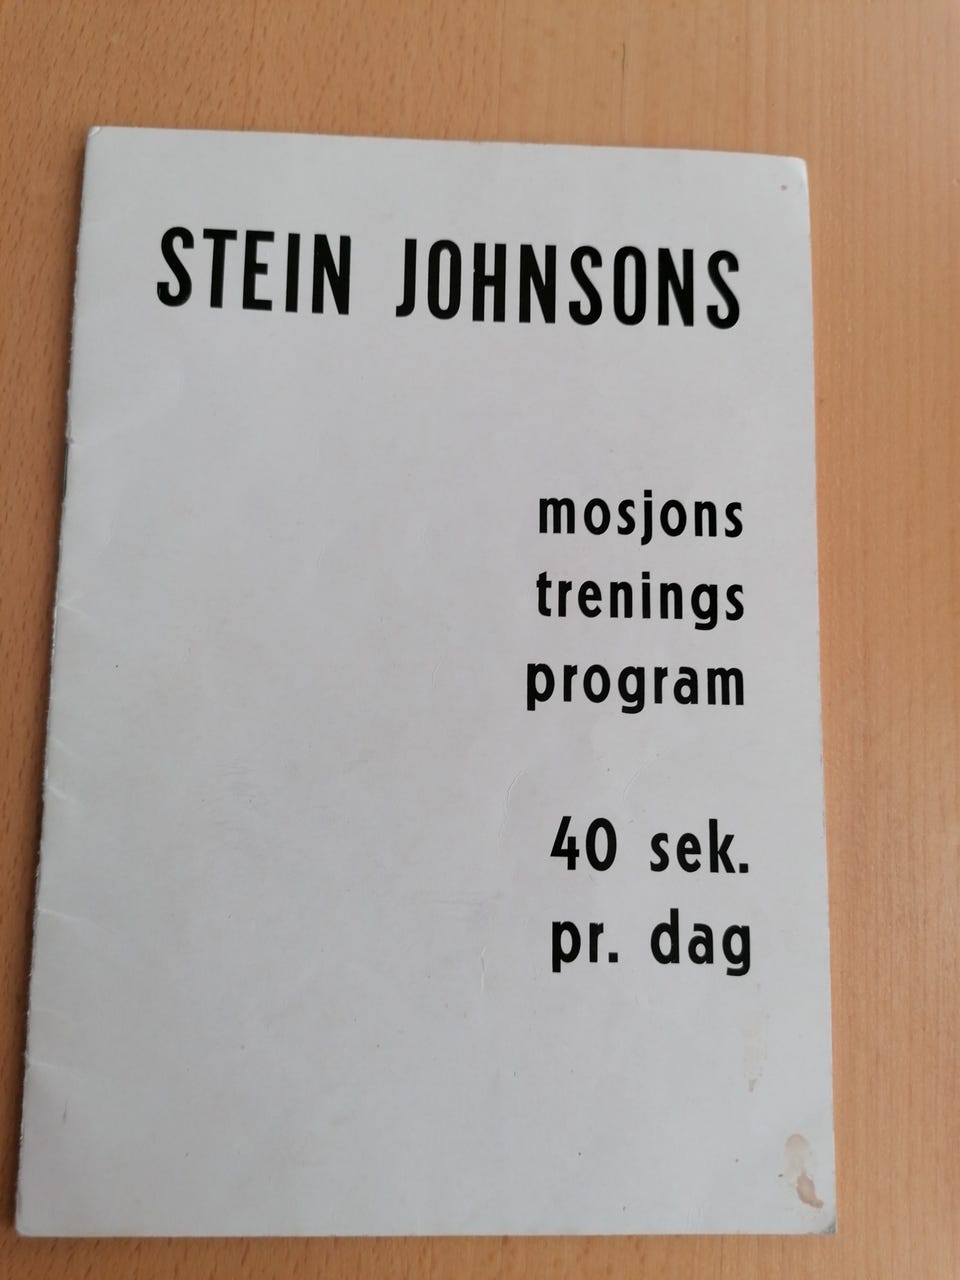 STEIN JOHNSONS
mosjons
trenings
program
40 sek.
pr. dag